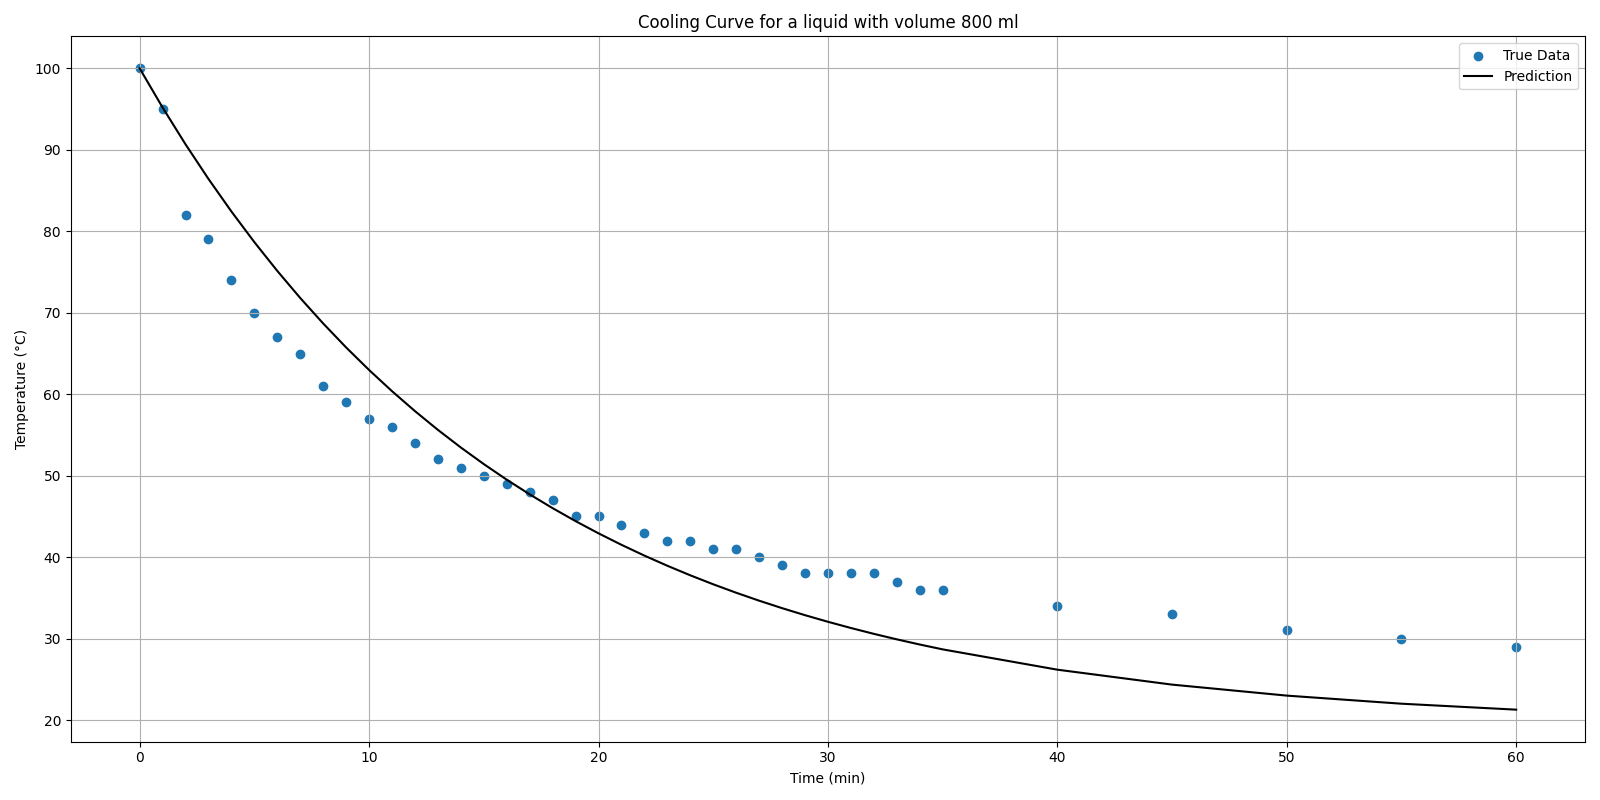 Cooling Curve for a liquid with volume 800 ml
True Data
Prediction
100
90
80
70
60
50
40
30
20
Temperature (°C)
0 10 20 30 40 50 60
Time (min)